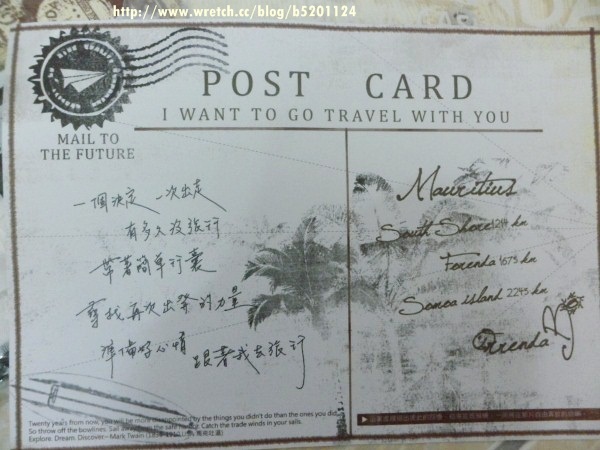 http://www.wretch.cc/blog/b5201124
POST CARD
I WANT TO GO TRAVEL WITH YOU
MAIL TO
THE FUTURE
一個決定 一次出走
有多久沒旅行
帶著簡單行囊
尋找再次出發的力量
準備好心情 跟著我去旅行
Mauritius
South Shore 1211 km
Ferenda 1673 km
Samoa island 2245 km
Twenty years from now, you will be more disappointed by the things you didn't do than the ones you did.
So throw off the bowlines. Sail away from the safe harbor. Catch the trade winds in your sails.
Explore. Dream. Discover.—Mark Twain